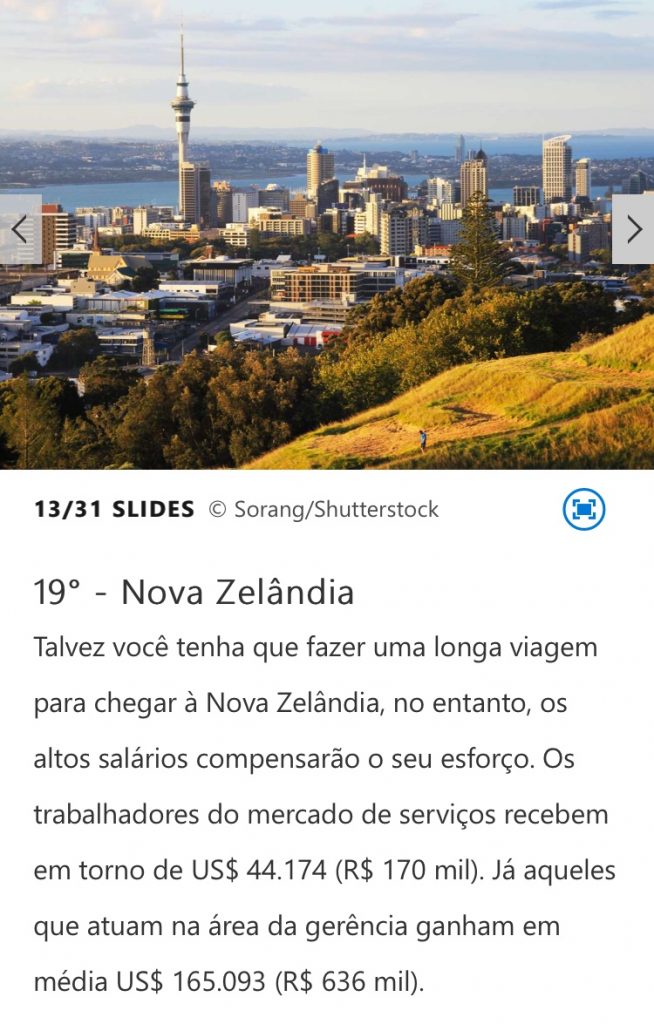 13/31 SLIDES © Sorang/Shutterstock
19° - Nova Zelândia
Talvez você tenha que fazer uma longa viagem
para chegar à Nova Zelândia, no entanto, os
altos salários compensarão o seu esforço. Os
trabalhadores do mercado de serviços recebem
em torno de US$ 44.174 (R$ 170 mil). Já aqueles
que atuam na área da gerência ganham em
média US$ 165.093 (R$ 636 mil).